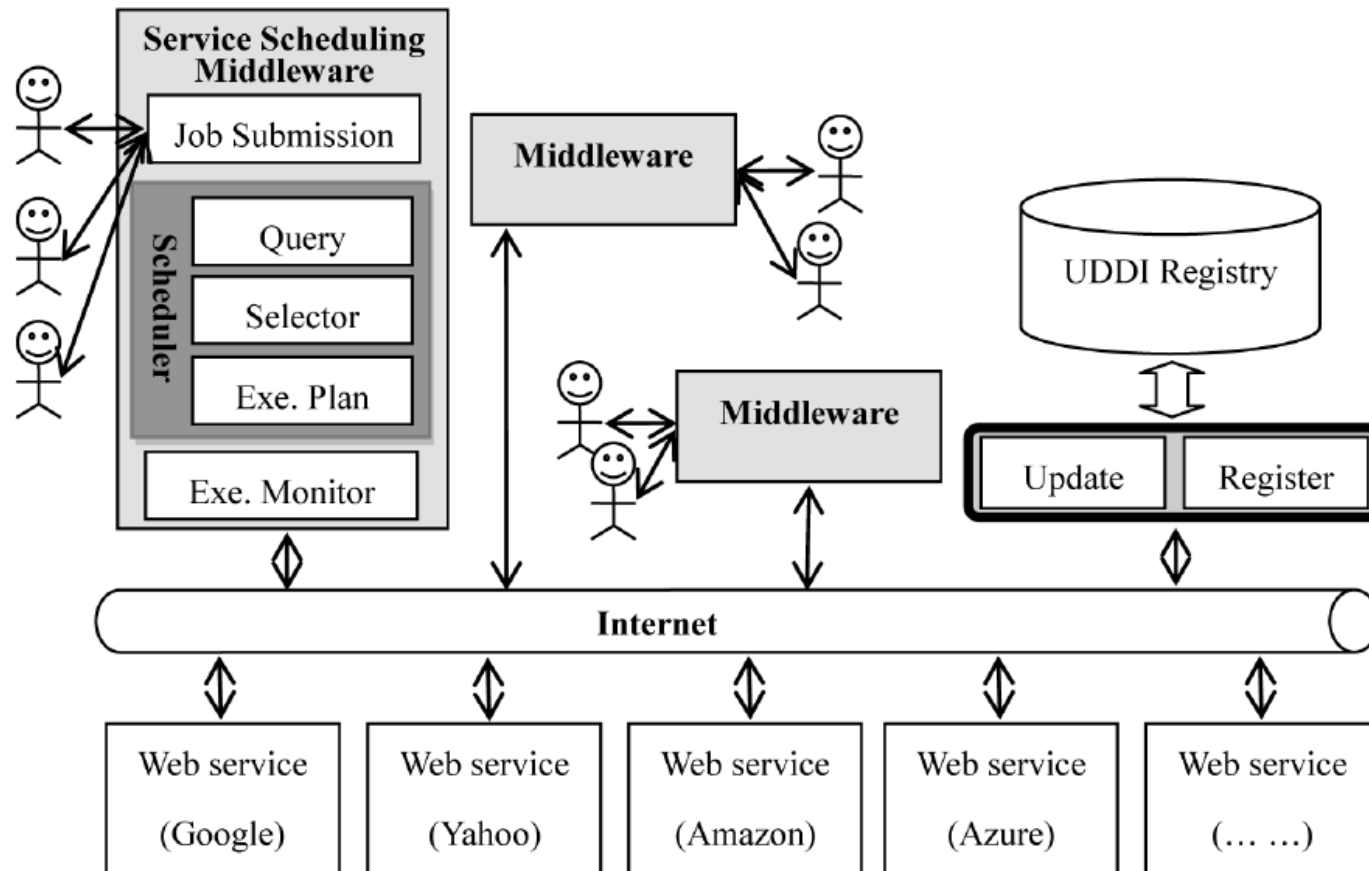 Service Scheduling
Middleware
Job Submission
Scheduler
Query
Selector
Exe. Plan
Exe. Monitor
Middleware
Middleware
UDDI Registry
Update
Register
Internet
Web service
(Google)
Web service
(Yahoo)
Web service
(Amazon)
Web service
(Azure)
Web service
(... ...)